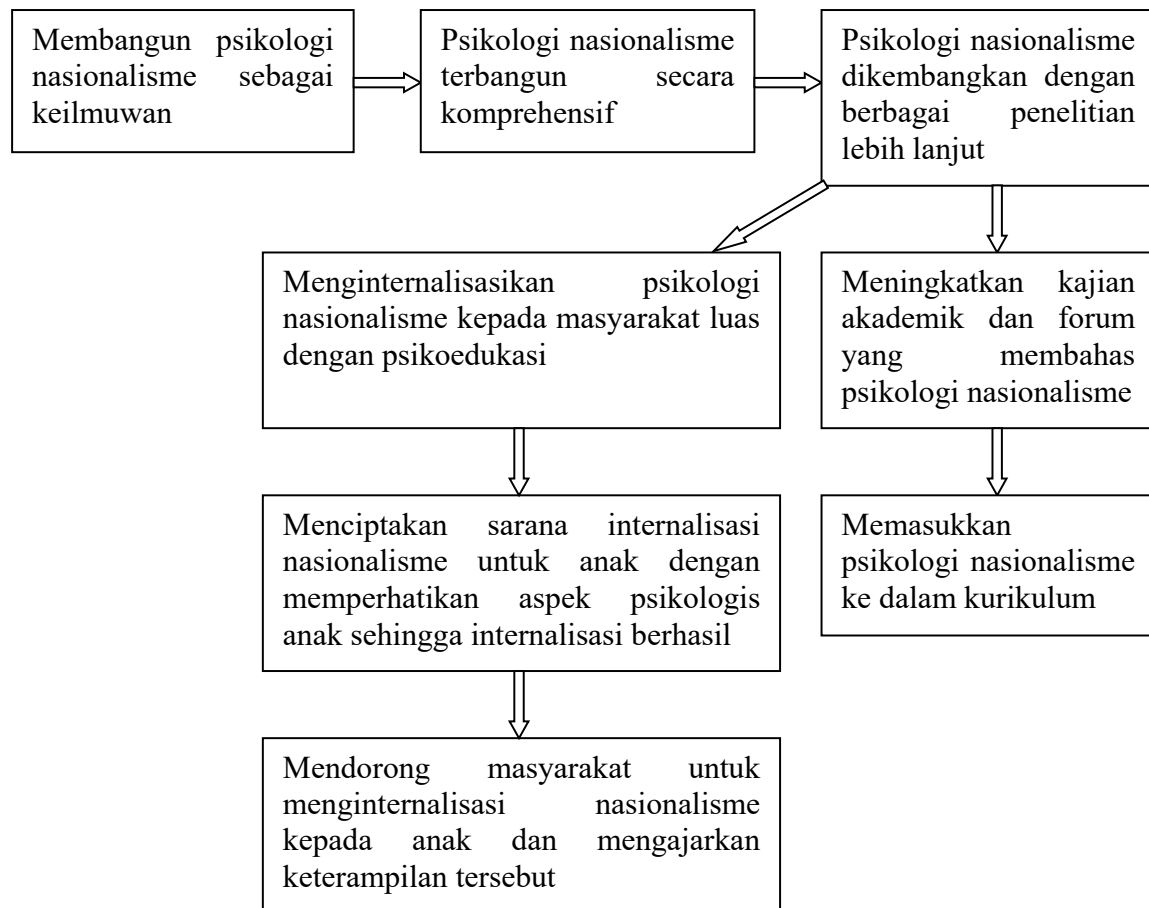 Membangun psikologi
nasionalisme sebagai
keilmuwan
Psikologi nasionalisme
terbangun secara
komprehensif
Psikologi nasionalisme
dikembangkan dengan
berbagai penelitian
lebih lanjut
Menginternalisasikan psikologi
nasionalisme kepada masyarakat luas
dengan psikoedukasi
Meningkatkan kajian
akademik dan forum
yang membahas
psikologi nasionalisme
Menciptakan sarana internalisasi
nasionalisme untuk anak dengan
memperhatikan aspek psikologis
anak sehingga internalisasi berhasil
Memasukkan
psikologi nasionalisme
ke dalam kurikulum
Mendorong masyarakat untuk
menginternalisasi nasionalisme
kepada anak dan mengajarkan
keterampilan tersebut